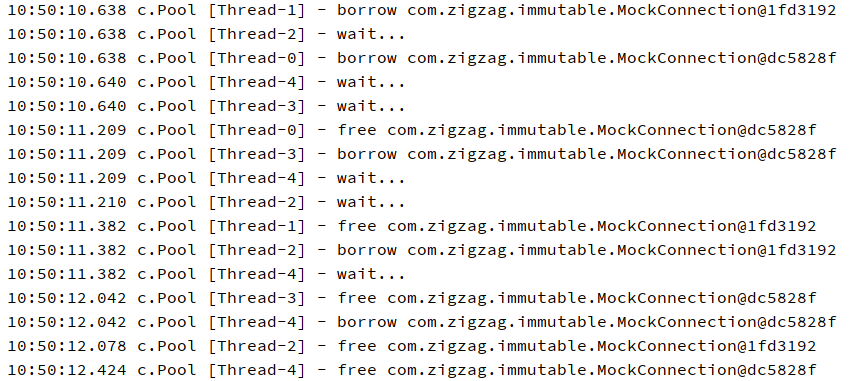 10:50:10.638 c.Pool [Thread-1] - borrow com.zigzag.immutable.MockConnection@1fd3192
10:50:10.638 c.Pool [Thread-2] - wait...
10:50:10.638 c.Pool [Thread-0] - borrow com.zigzag.immutable.MockConnection@dc5828f
10:50:10.640 c.Pool [Thread-4] - wait...
10:50:10.640 c.Pool [Thread-3] - wait...
10:50:11.209 c.Pool [Thread-0] - free com.zigzag.immutable.MockConnection@dc5828f
10:50:11.209 c.Pool [Thread-3] - borrow com.zigzag.immutable.MockConnection@dc5828f
10:50:11.209 c.Pool [Thread-4] - wait...
10:50:11.210 c.Pool [Thread-2] - wait...
10:50:11.382 c.Pool [Thread-1] - free com.zigzag.immutable.MockConnection@1fd3192
10:50:11.382 c.Pool [Thread-2] - borrow com.zigzag.immutable.MockConnection@1fd3192
10:50:11.382 c.Pool [Thread-4] - wait...
10:50:12.042 c.Pool [Thread-3] - free com.zigzag.immutable.MockConnection@dc5828f
10:50:12.042 c.Pool [Thread-4] - borrow com.zigzag.immutable.MockConnection@dc5828f
10:50:12.078 c.Pool [Thread-2] - free com.zigzag.immutable.MockConnection@1fd3192
10:50:12.424 c.Pool [Thread-4] - free com.zigzag.immutable.MockConnection@dc5828f